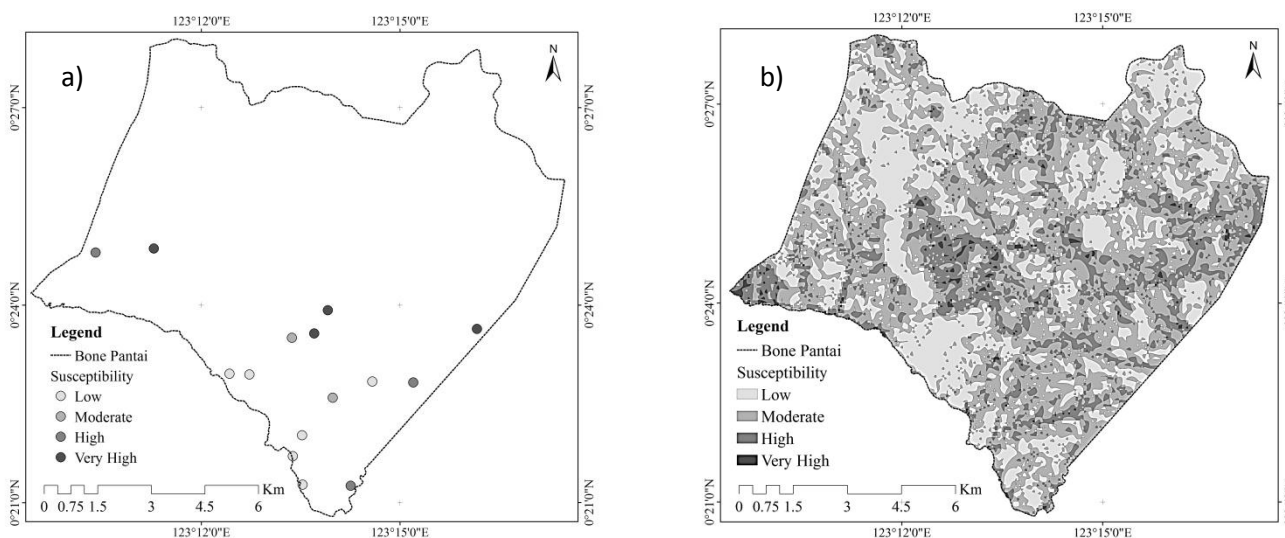 123°12'0"E 123°15'0"E
a)
N
0°27'0"N 0°27'0"N
0°24'0"N 0°24'0"N
Legend
Bone Pantai
Susceptibility
Low
Moderate
High
Very High
Km
0 0.75 1.5 3 4.5 6
0°21'0"N 0°21'0"N
123°12'0"E 123°15'0"E
123°12'0"E 123°15'0"E
b)
N
0°27'0"N
0°24'0"N
Legend
Bone Pantai
Susceptibility
Low
Moderate
High
Very High
Km
0 0.75 1.5 3 4.5 6
0°21'0"N
123°12'0"E 123°15'0"E